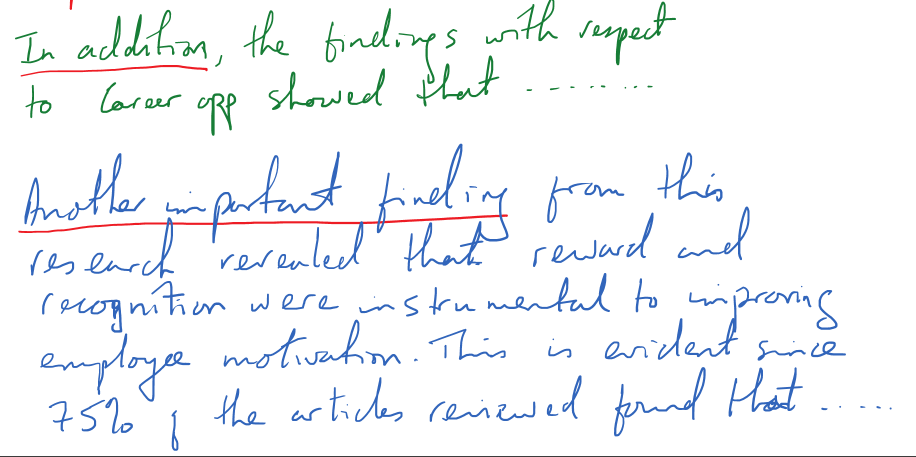 In addition, the findings with respect
to Career opp showed that .........
Another important finding from this
research revealed that reward and
recognition were instrumental to improving
employee motivation. This is evident since
75% of the articles reviewed found that ......